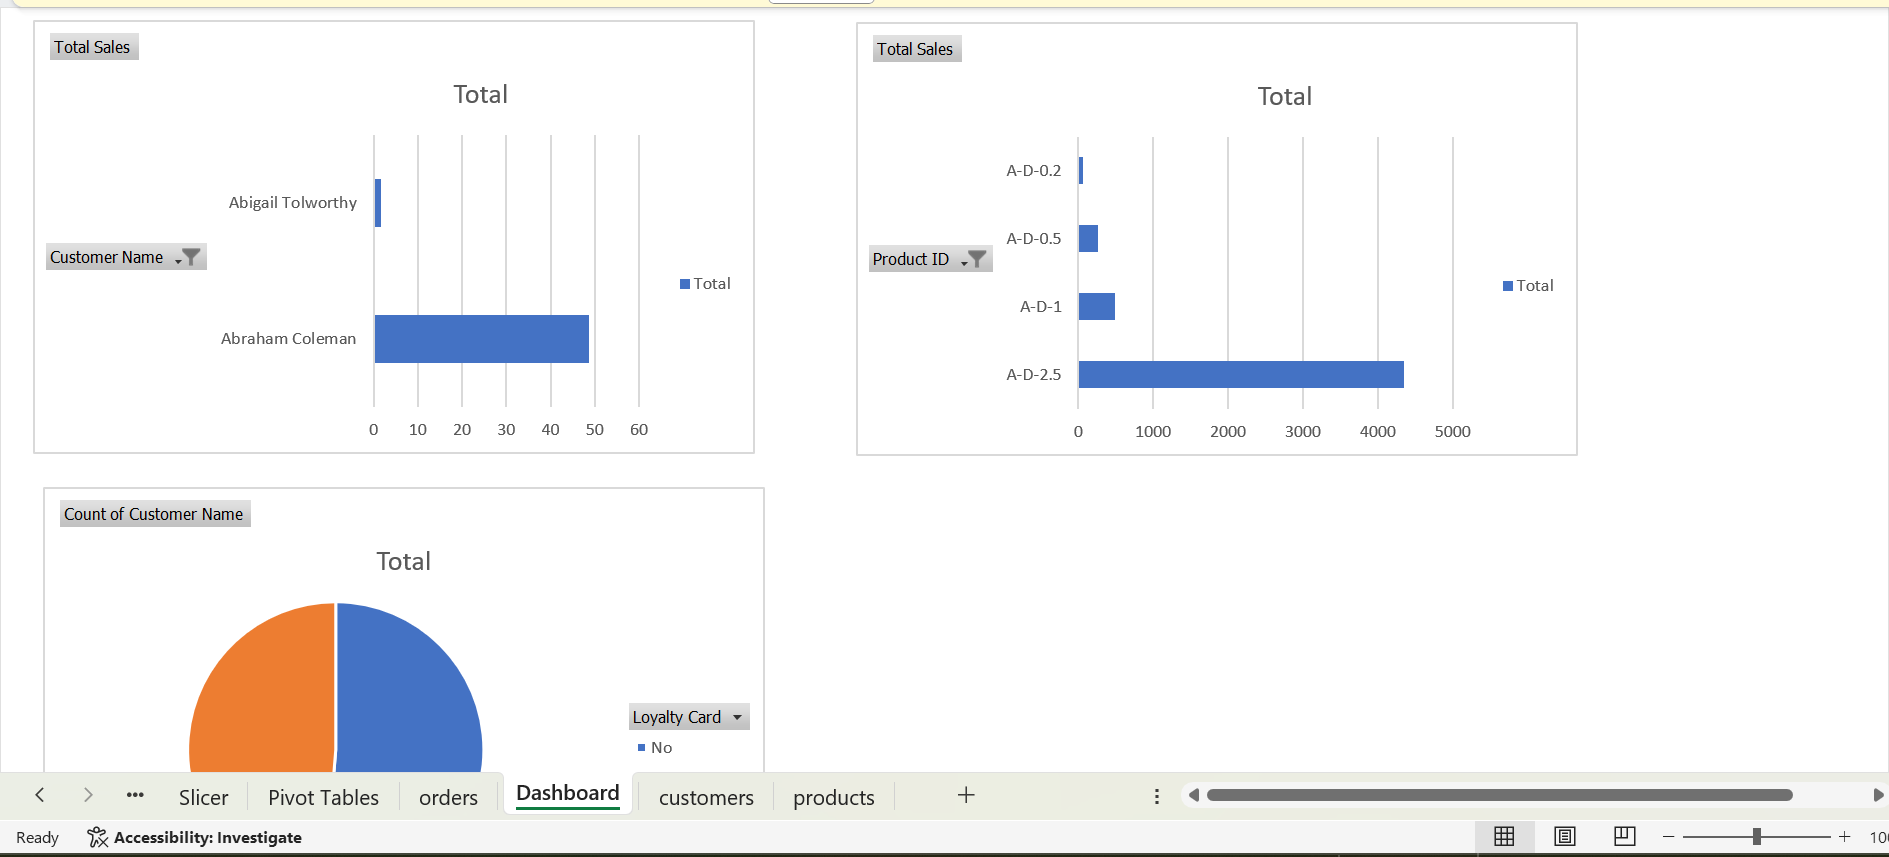 Total Sales
Total
Abigail Tolworthy
Customer Name
Total
Abraham Coleman
0 10 20 30 40 50 60
Total Sales
Total
A-D-0.2
A-D-0.5
Product ID
Total
A-D-1
A-D-2.5
0 1000 2000 3000 4000 5000
Count of Customer Name
Total
Loyalty Card
No
Slicer Pivot Tables orders Dashboard customers products
Ready Accessibility: Investigate